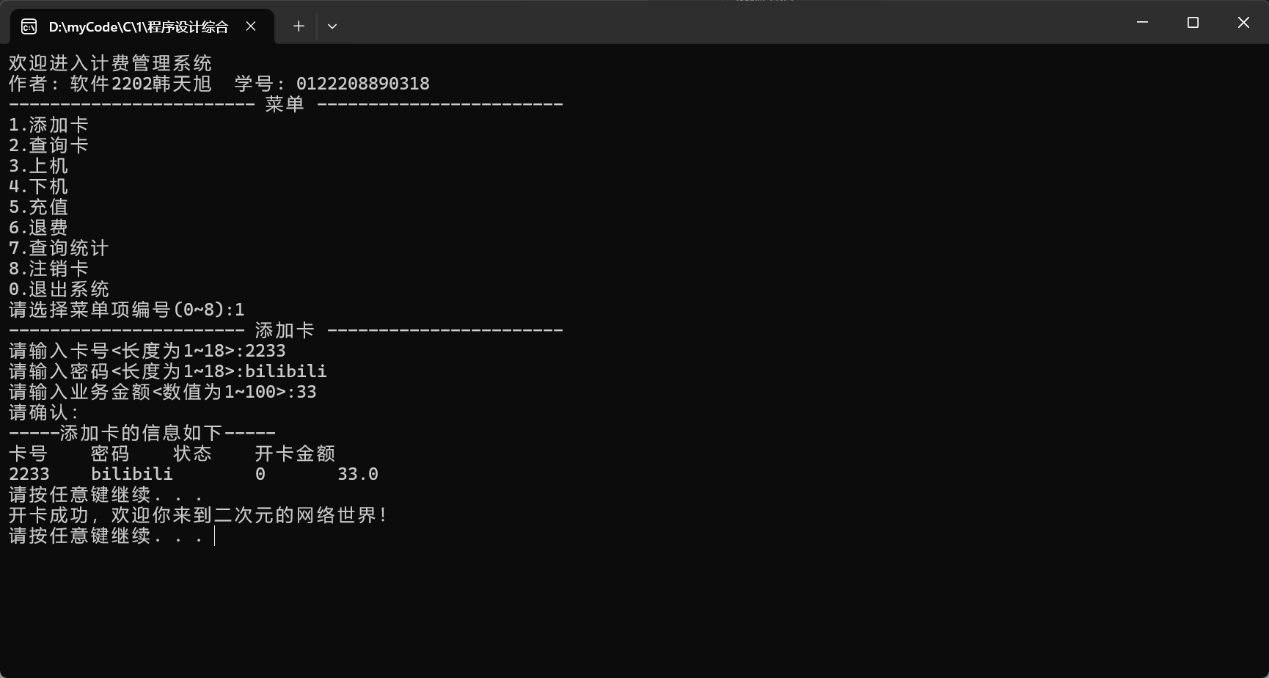 D:\myCode\C\1\程序设计综合
欢迎进入计费管理系统
作者: 软件2202韩天旭  学号: 0122208890318
------------------------ 菜单 ------------------------
1.添加卡
2.查询卡
3.上机
4.下机
5.充值
6.退费
7.查询统计
8.注销卡
0.退出系统
请选择菜单项编号(0~8):1
----------------------- 添加卡 -----------------------
请输入卡号<长度为1~18>:2233
请输入密码<长度为1~18>:bilibili
请输入业务金额<数值为1~100>:33
请确认:
-----添加卡的信息如下-----
卡号    密码    状态    开卡金额
2233    bilibili        0       33.0
请按任意键继续. . .
开卡成功, 欢迎你来到二次元的网络世界!
请按任意键继续. . .